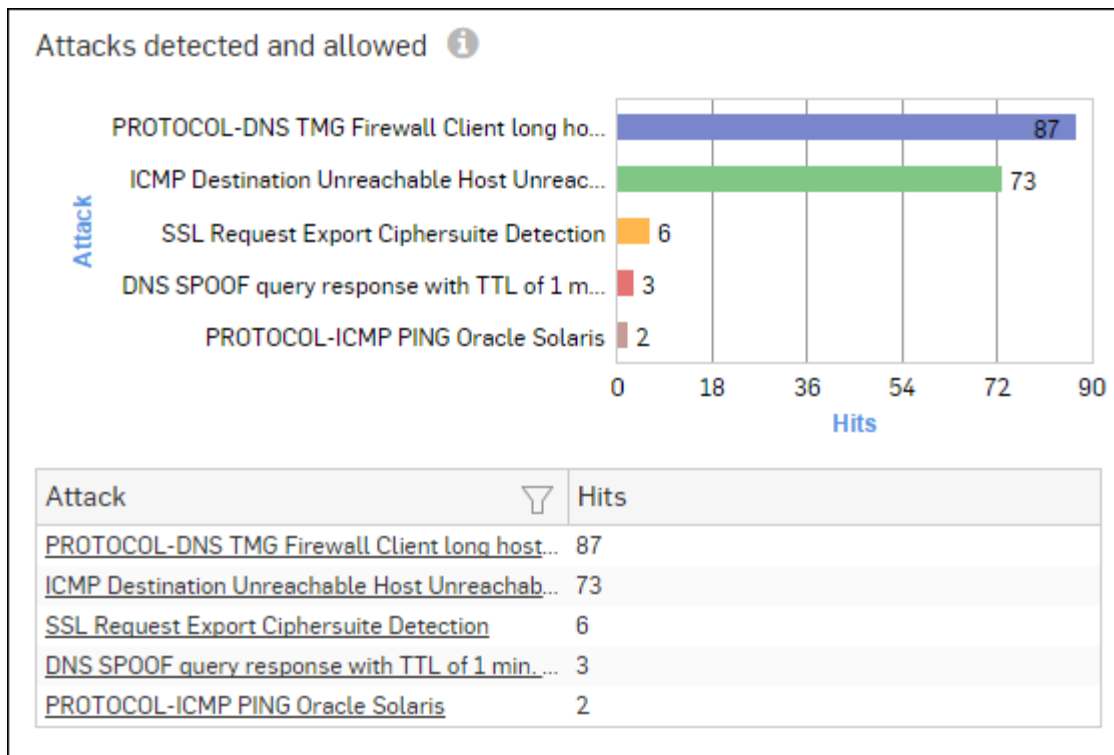 Attacks detected and allowed
PROTOCOL-DNS TMG Firewall Client long ho... 87
ICMP Destination Unreachable Host Unreac... 73
SSL Request Export Ciphersuite Detection 6
DNS SPOOF query response with TTL of 1 m... 3
PROTOCOL-ICMP PING Oracle Solaris 2
Attack
0 18 36 54 72 90
Hits
Attack Hits
PROTOCOL-DNS TMG Firewall Client long host... 87
ICMP Destination Unreachable Host Unreachab... 73
SSL Request Export Ciphersuite Detection 6
DNS SPOOF query response with TTL of 1 min. ... 3
PROTOCOL-ICMP PING Oracle Solaris 2